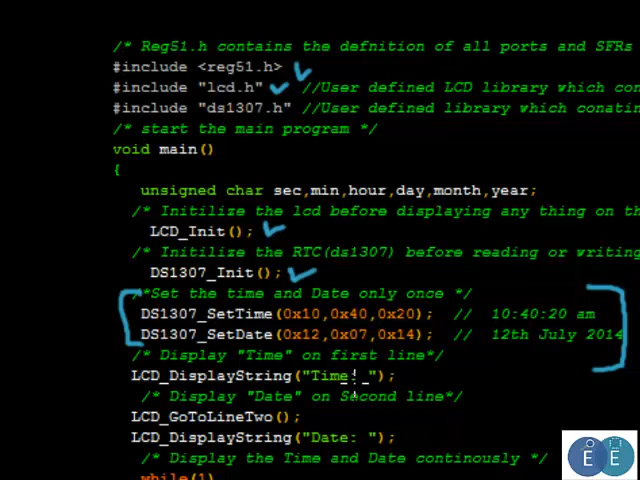 /* Reg51.h contains the defnition of all ports and SFRs
#include <reg51.h>
#include "lcd.h" //User defined LCD library which con
#include "ds1307.h" //User defined library which conatin
/* start the main program */
void main()
{
unsigned char sec,min,hour,day,month,year;
/* Initilize the lcd before displaying any thing on th
LCD_Init();
/* Initilize the RTC(ds1307) before reading or writing
DS1307_Init();
/*Set the time and Date only once */
DS1307_SetTime(0x10,0x40,0x20); // 10:40:20 am
DS1307_SetDate(0x12,0x07,0x14); // 12th July 2014
/* Display "Time" on first line*/
LCD_DisplayString("Time: ");
/* Display "Date" on Second line*/
LCD_GoToLineTwo();
LCD_DisplayString("Date: ");
/* Display the Time and Date continously */
while(1)
E E